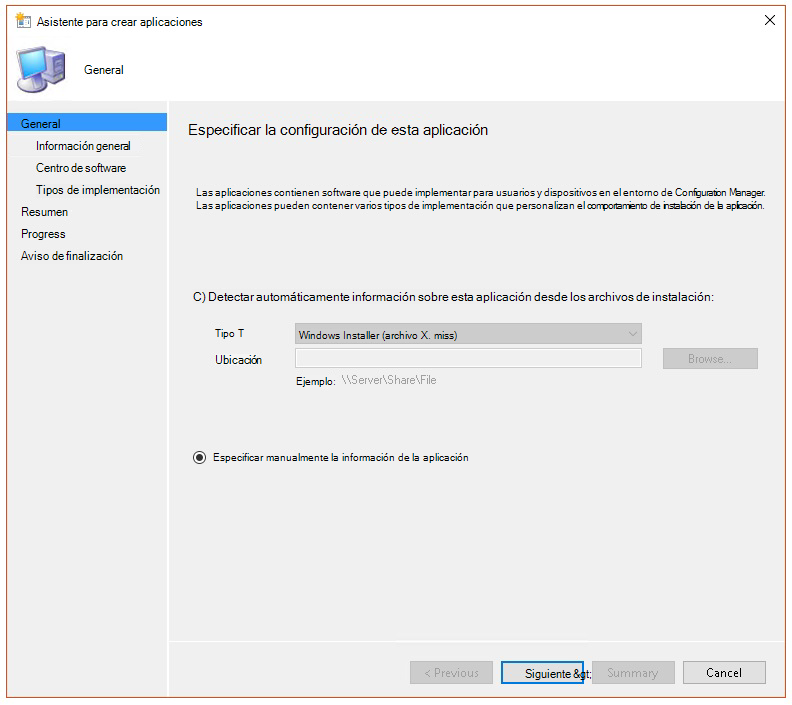 Asistente para crear aplicaciones
General
General
Información general
Centro de software
Tipos de implementación
Resumen
Progress
Aviso de finalización
Especificar la configuración de esta aplicación
Las aplicaciones contienen software que puede implementar para usuarios y dispositivos en el entorno de Configuration Manager.
Las aplicaciones pueden contener varios tipos de implementación que personalizan el comportamiento de instalación de la aplicación.
C) Detectar automáticamente información sobre esta aplicación desde los archivos de instalación:
Tipo T
Windows Installer (archivo X. miss)
Ubicación
Browse...
Ejemplo: \\Server\Share\File
Especificar manualmente la información de la aplicación
< Previous
Siguiente &gt;
Summary
Cancel